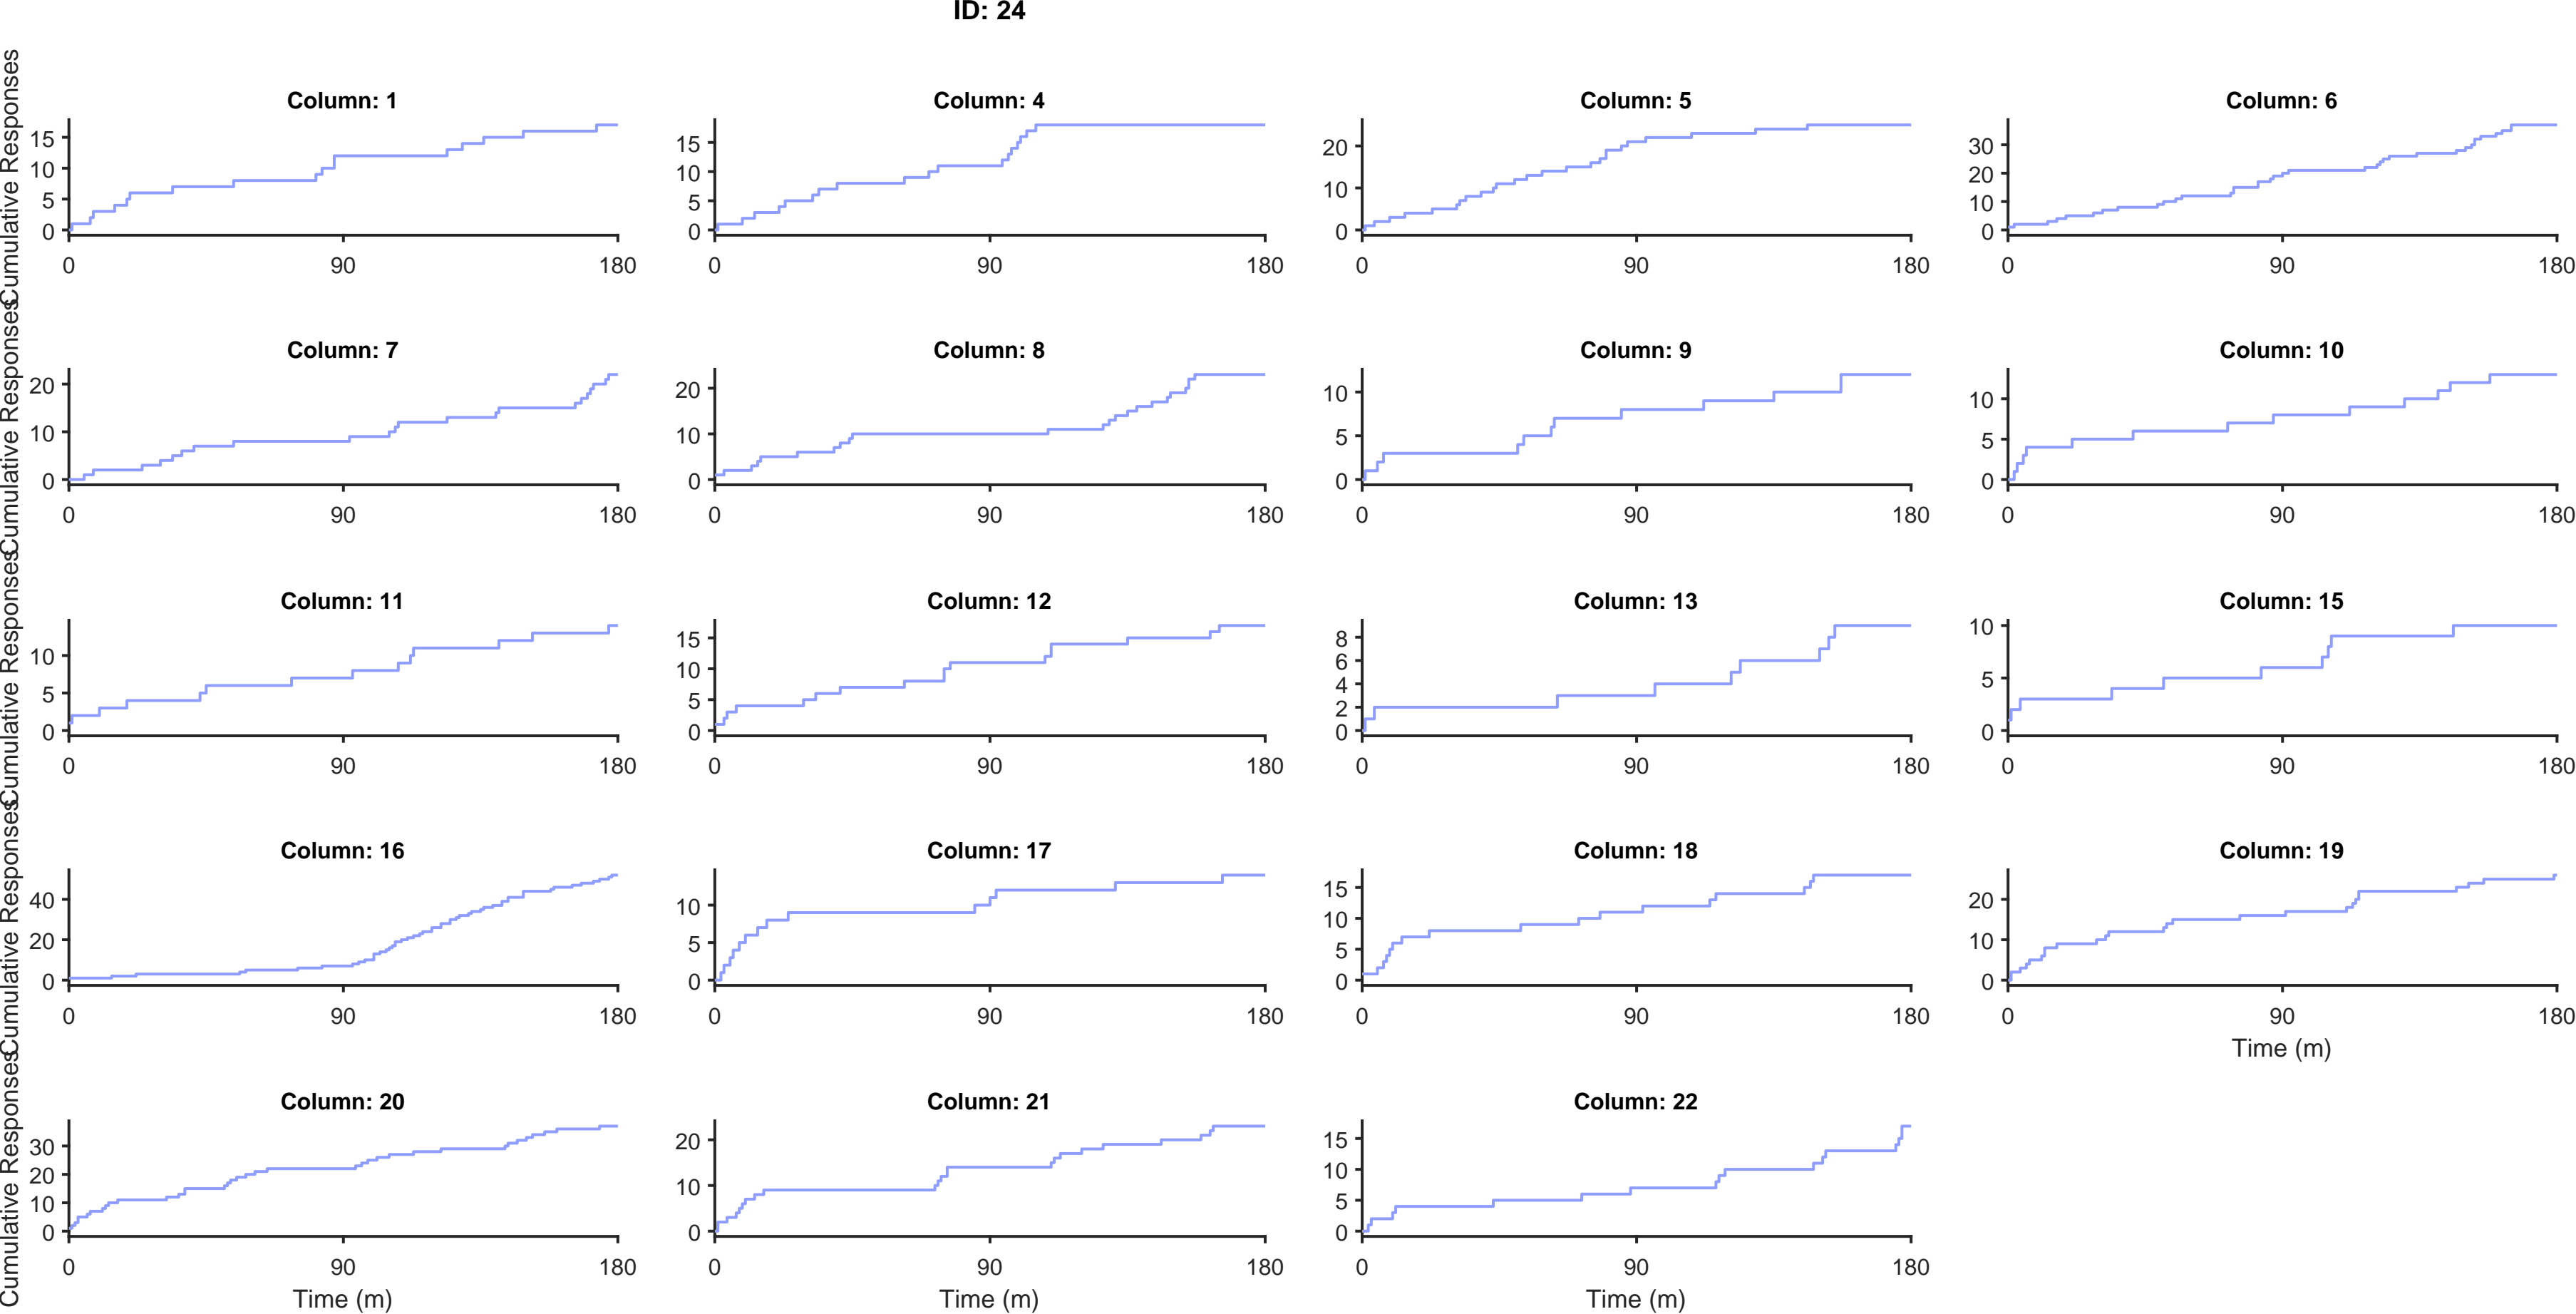 ID: 24
Column: 1
Column: 4
Column: 5
Column: 6
Cumulative Responses
15
10
5
0
0 90 180
15
10
5
0
0 90 180
20
10
0
0 90 180
30
20
10
0
0 90 180
Column: 7
Column: 8
Column: 9
Column: 10
Cumulative Responses
20
10
0
0 90 180
20
10
0
0 90 180
10
5
0
0 90 180
10
5
0
0 90 180
Column: 11
Column: 12
Column: 13
Column: 15
Cumulative Responses
10
5
0
0 90 180
15
10
5
0
0 90 180
8
6
4
2
0
0 90 180
10
5
0
0 90 180
Column: 16
Column: 17
Column: 18
Column: 19
Cumulative Responses
40
20
0
0 90 180
10
5
0
0 90 180
15
10
5
0
0 90 180
20
10
0
0 90 180
Time (m)
Column: 20
Column: 21
Column: 22
Cumulative Responses
30
20
10
0
0 90 180
Time (m)
20
10
0
0 90 180
Time (m)
15
10
5
0
0 90 180
Time (m)